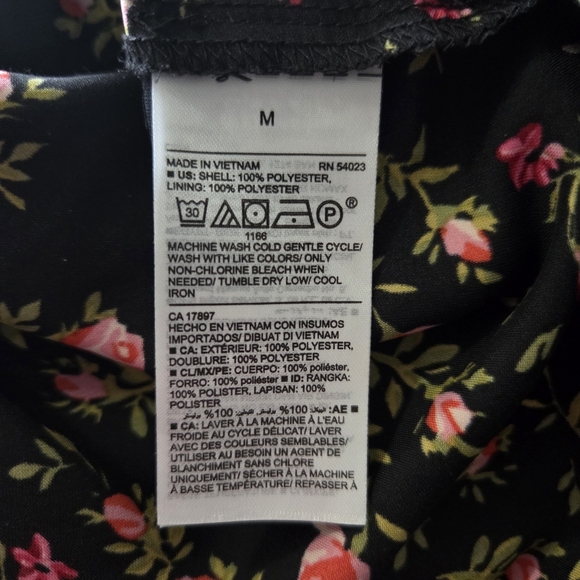 M
MADE IN VIETNAM RN 54023
■ US: SHELL: 100% POLYESTER,
LINING: 100% POLYESTER
30 P ®
1166
MACHINE WASH COLD GENTLE CYCLE/
WASH WITH LIKE COLORS/ ONLY
NON-CHLORINE BLEACH WHEN
NEEDED/ TUMBLE DRY LOW/ COOL
IRON
CA 17897
HECHO EN VIETNAM CON INSUMOS
IMPORTADOS/ DIBUAT DI VIETNAM
■ CA: EXTÉRIEUR: 100% POLYESTER,
DOUBLURE: 100% POLYESTER
■ CL/MX/PE: CUERPO: 100% poliéster,
FORRO: 100% poliéster ■ ID: RANGKA:
100% POLISTER, LAPISAN: 100%
POLISTER
■ AE: 100% بوليستر, 100% بوليستر
■ CA: LAVER À LA MACHINE À L'EAU
FROIDE AU CYCLE DÉLICAT/ LAVER
AVEC DES COULEURS SEMBLABLES/
UTILISER AU BESOIN UN AGENT DE
BLANCHIMENT SANS CHLORE
UNIQUEMENT/ SÉCHER À LA MACHINE
À BASSE TEMPÉRATURE/ REPASSER À